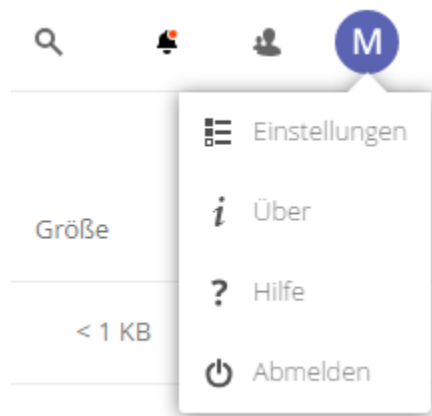 M
Einstellungen
Über
Größe
Hilfe
< 1 KB
Abmelden